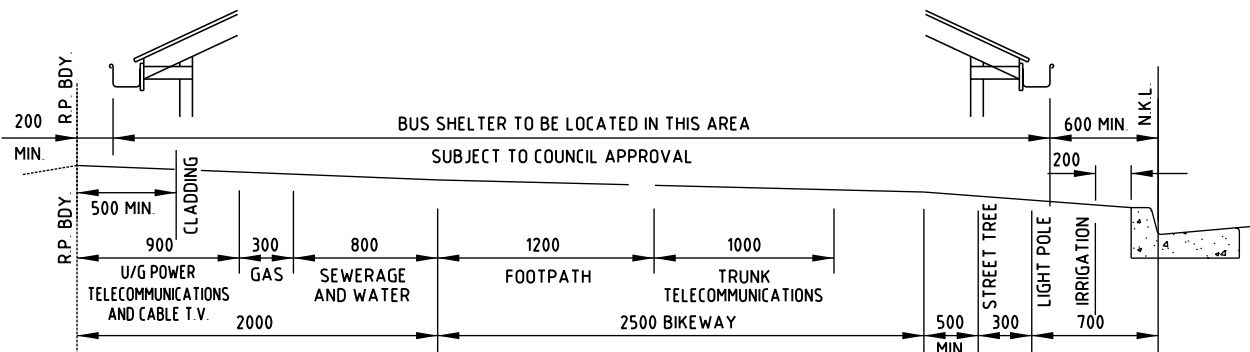 R.P. BDY.
N.K.L.
200
MIN.
BUS SHELTER TO BE LOCATED IN THIS AREA
600 MIN.
SUBJECT TO COUNCIL APPROVAL
200
500 MIN.
CLADDING
R.P. BDY.
900
300
800
1200
1000
STREET TREE
LIGHT POLE
IRRIGATION
U/G POWER
TELECOMMUNICATIONS
AND CABLE T.V.
GAS
SEWERAGE
AND WATER
FOOTPATH
TRUNK
TELECOMMUNICATIONS
2000
2500 BIKEWAY
500
MIN
300
700